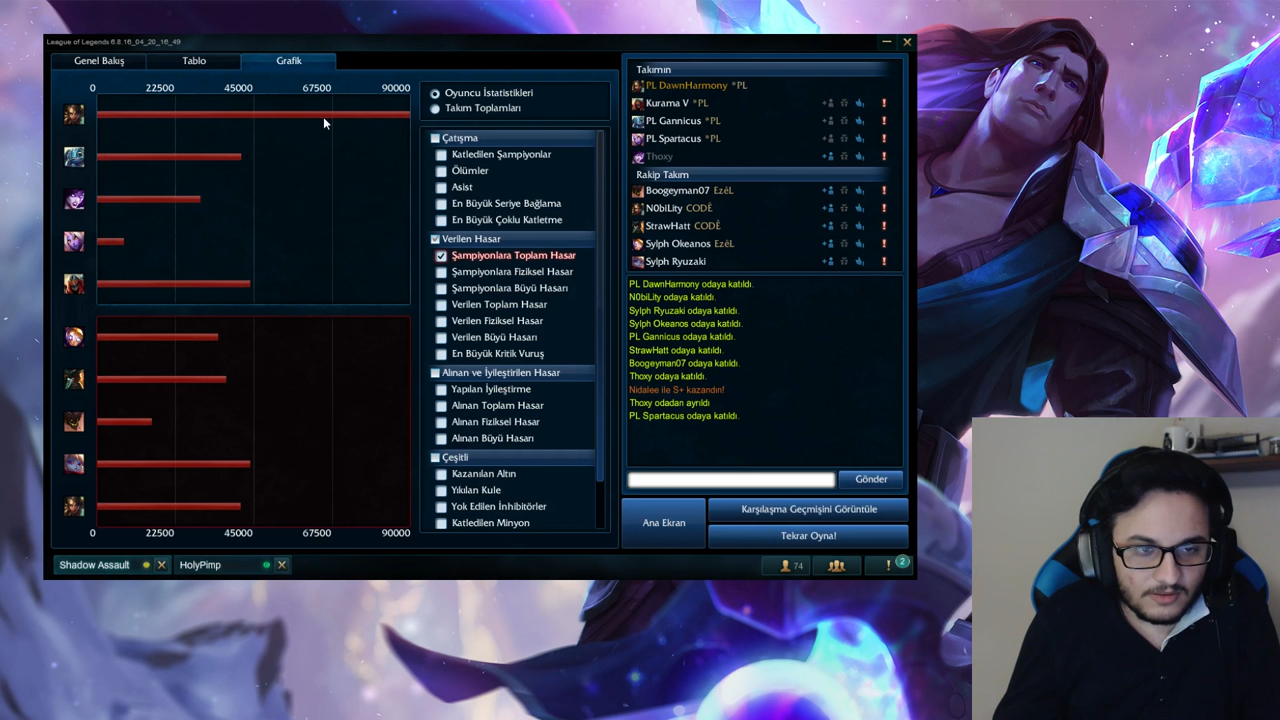 League of Legends 6.8.16_04_20_16_49
Genel Bakış
Tablo
Grafik
0 22500 45000 67500 90000
0 22500 45000 67500 90000
Oyuncu İstatistikleri
Takım Toplamları
Çatışma
Katledilen Şampiyonlar
Ölümler
Asist
En Büyük Seriye Bağlama
En Büyük Çoklu Katletme
Verilen Hasar
Şampiyonlara Toplam Hasar
Şampiyonlara Fiziksel Hasar
Şampiyonlara Büyü Hasarı
Verilen Toplam Hasar
Verilen Fiziksel Hasar
Verilen Büyü Hasarı
En Büyük Kritik Vuruş
Alınan ve İyileştirilen Hasar
Yapılan İyileştirme
Alınan Toplam Hasar
Alınan Fiziksel Hasar
Alınan Büyü Hasarı
Çeşitli
Kazanılan Altın
Yıkılan Kule
Yok Edilen İnhibitörler
Katledilen Minyon
Takımın
PL DawnHarmony *PL
Kurama V *PL
PL Gannicus *PL
PL Spartacus *PL
Thoxy
Rakip Takım
Boogeyman07 EzêL
N0biLity CODÊ
StrawHatt CODÊ
Sylph Okeanos EzêL
Sylph Ryuzaki
PL DawnHarmony odaya katıldı.
N0biLity odaya katıldı.
Sylph Ryuzaki odaya katıldı.
Sylph Okeanos odaya katıldı.
PL Gannicus odaya katıldı.
StrawHatt odaya katıldı.
Boogeyman07 odaya katıldı.
Thoxy odaya katıldı.
Nidalee ile S+ kazandın!
Thoxy odadan ayrıldı
PL Spartacus odaya katıldı.
Gönder
Ana Ekran
Karşılaşma Geçmişini Görüntüle
Tekrar Oyna!
Shadow Assault
HolyPimp
74
! 2